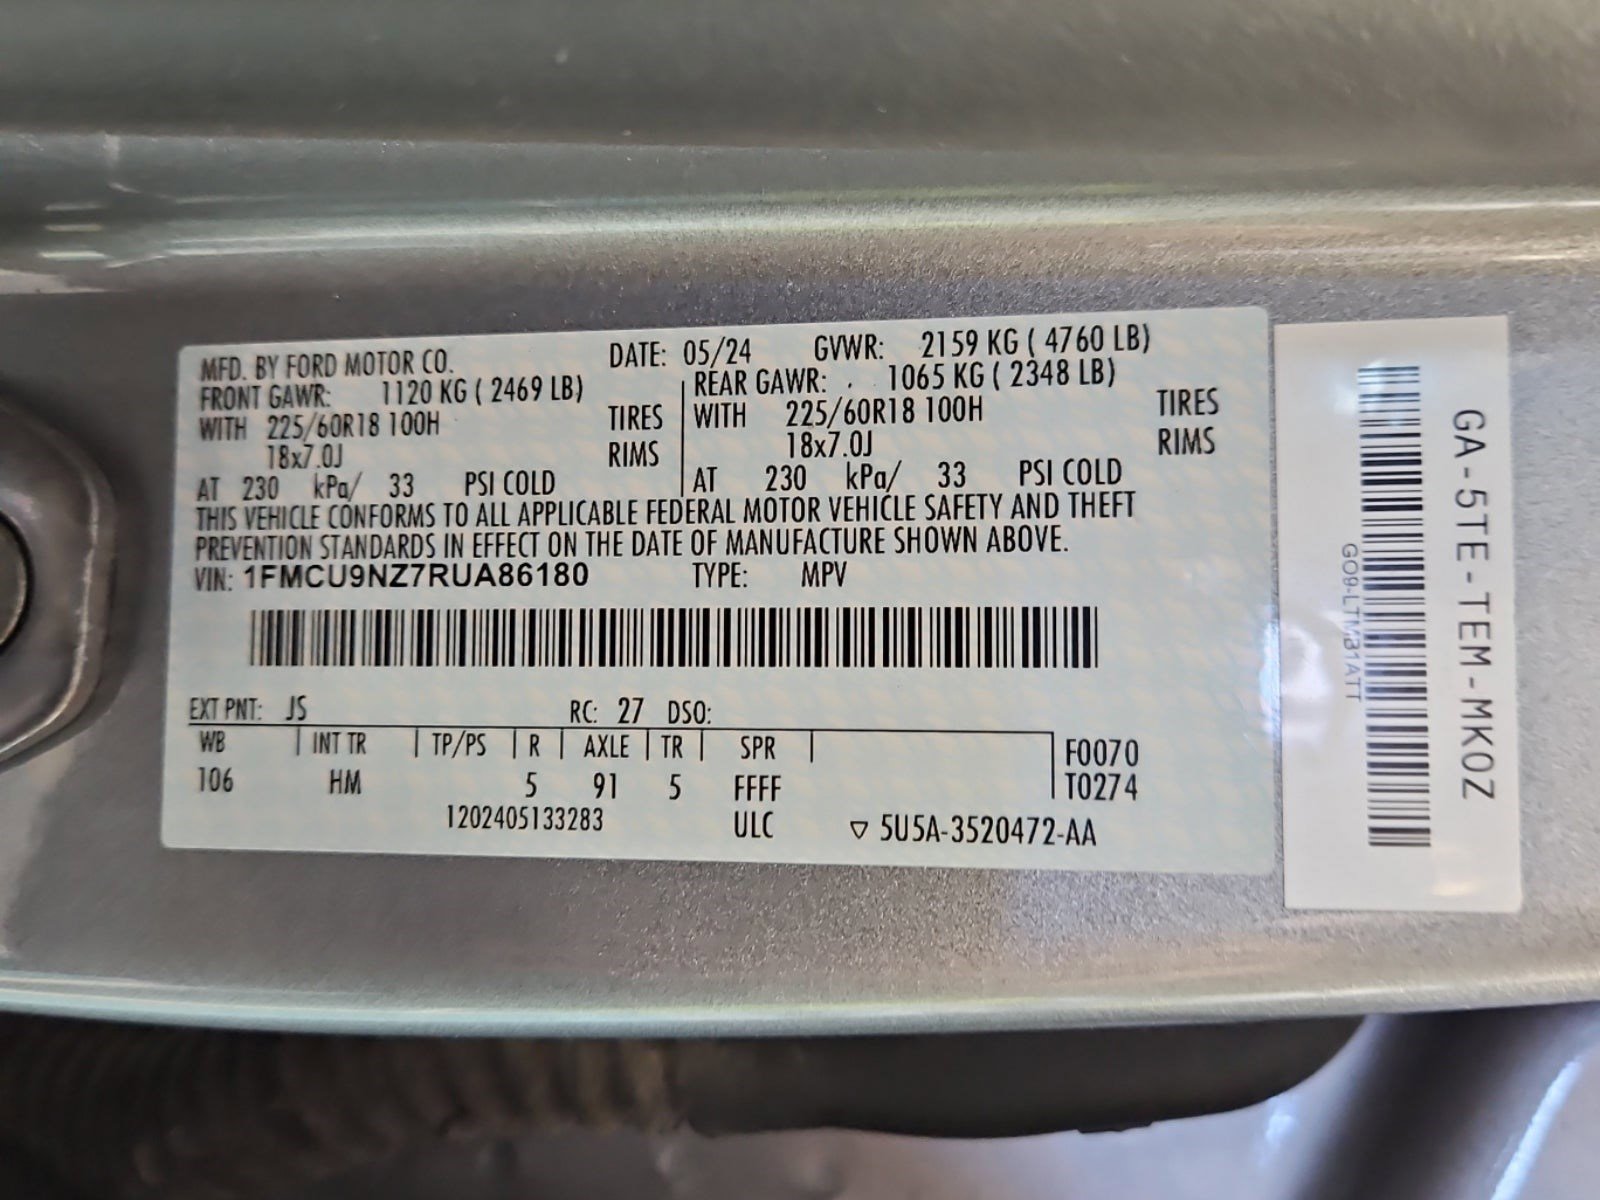 MFD. BY FORD MOTOR CO. DATE: 05/24 GVWR: 2159 KG ( 4760 LB)
FRONT GAWR: 1120 KG ( 2469 LB) REAR GAWR: 1065 KG ( 2348 LB)
WITH 225/60R18 100H TIRES WITH 225/60R18 100H TIRES
18x7.0J RIMS 18x7.0J RIMS
AT 230 kPa/ 33 PSI COLD AT 230 kPa/ 33 PSI COLD
THIS VEHICLE CONFORMS TO ALL APPLICABLE FEDERAL MOTOR VEHICLE SAFETY AND THEFT
PREVENTION STANDARDS IN EFFECT ON THE DATE OF MANUFACTURE SHOWN ABOVE.
VIN: 1FMCU9NZ7RUA86180 TYPE: MPV
EXT PNT: JS RC: 27 DSO:
WB INT TR TP/PS R AXLE TR SPR F0070
106 HM 5 91 5 FFFF T0274
1202405133283 ULC ▽ 5U5A-3520472-AA
GA-5TE-TEM-MK0Z
GO9-LTMB1ATT